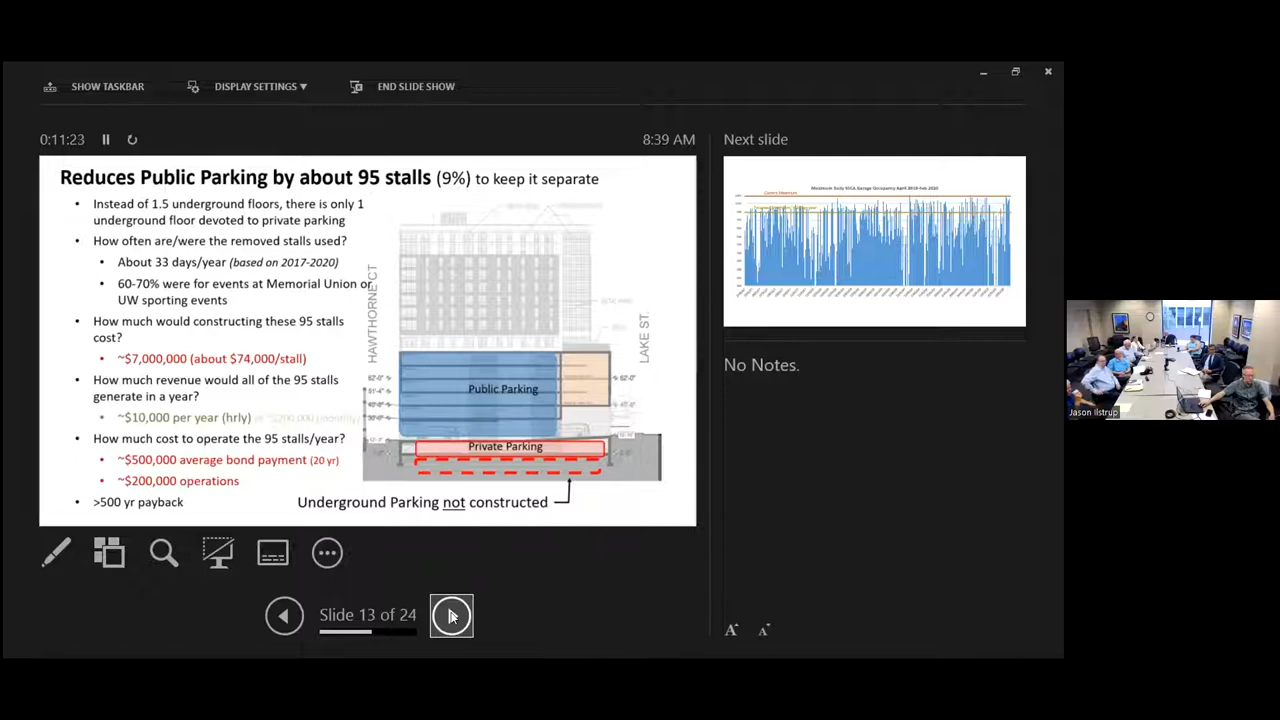 SHOW TASKBAR
DISPLAY SETTINGS ▾
END SLIDE SHOW
0:11:23
8:39 AM
Next slide
Reduces Public Parking by about 95 stalls (9%) to keep it separate
• Instead of 1.5 underground floors, there is only 1
underground floor devoted to private parking
• How often are/were the removed stalls used?
• About 33 days/year (based on 2017-2020)
• 60-70% were for events at Memorial Union or
UW sporting events
• How much would constructing these 95 stalls
cost?
• ~$7,000,000 (about $74,000/stall)
• How much revenue would all of the 95 stalls
generate in a year?
• ~$10,000 per year (hrly)
• How much cost to operate the 95 stalls/year?
• ~$500,000 average bond payment (20 yr)
• ~$200,000 operations
• >500 yr payback
HAWTHORNE CT
LAKE ST.
Public Parking
Private Parking
Underground Parking not constructed
62'-0"
62'-0"
No Notes.
Jason Ilstrup
Slide 13 of 24
A
A